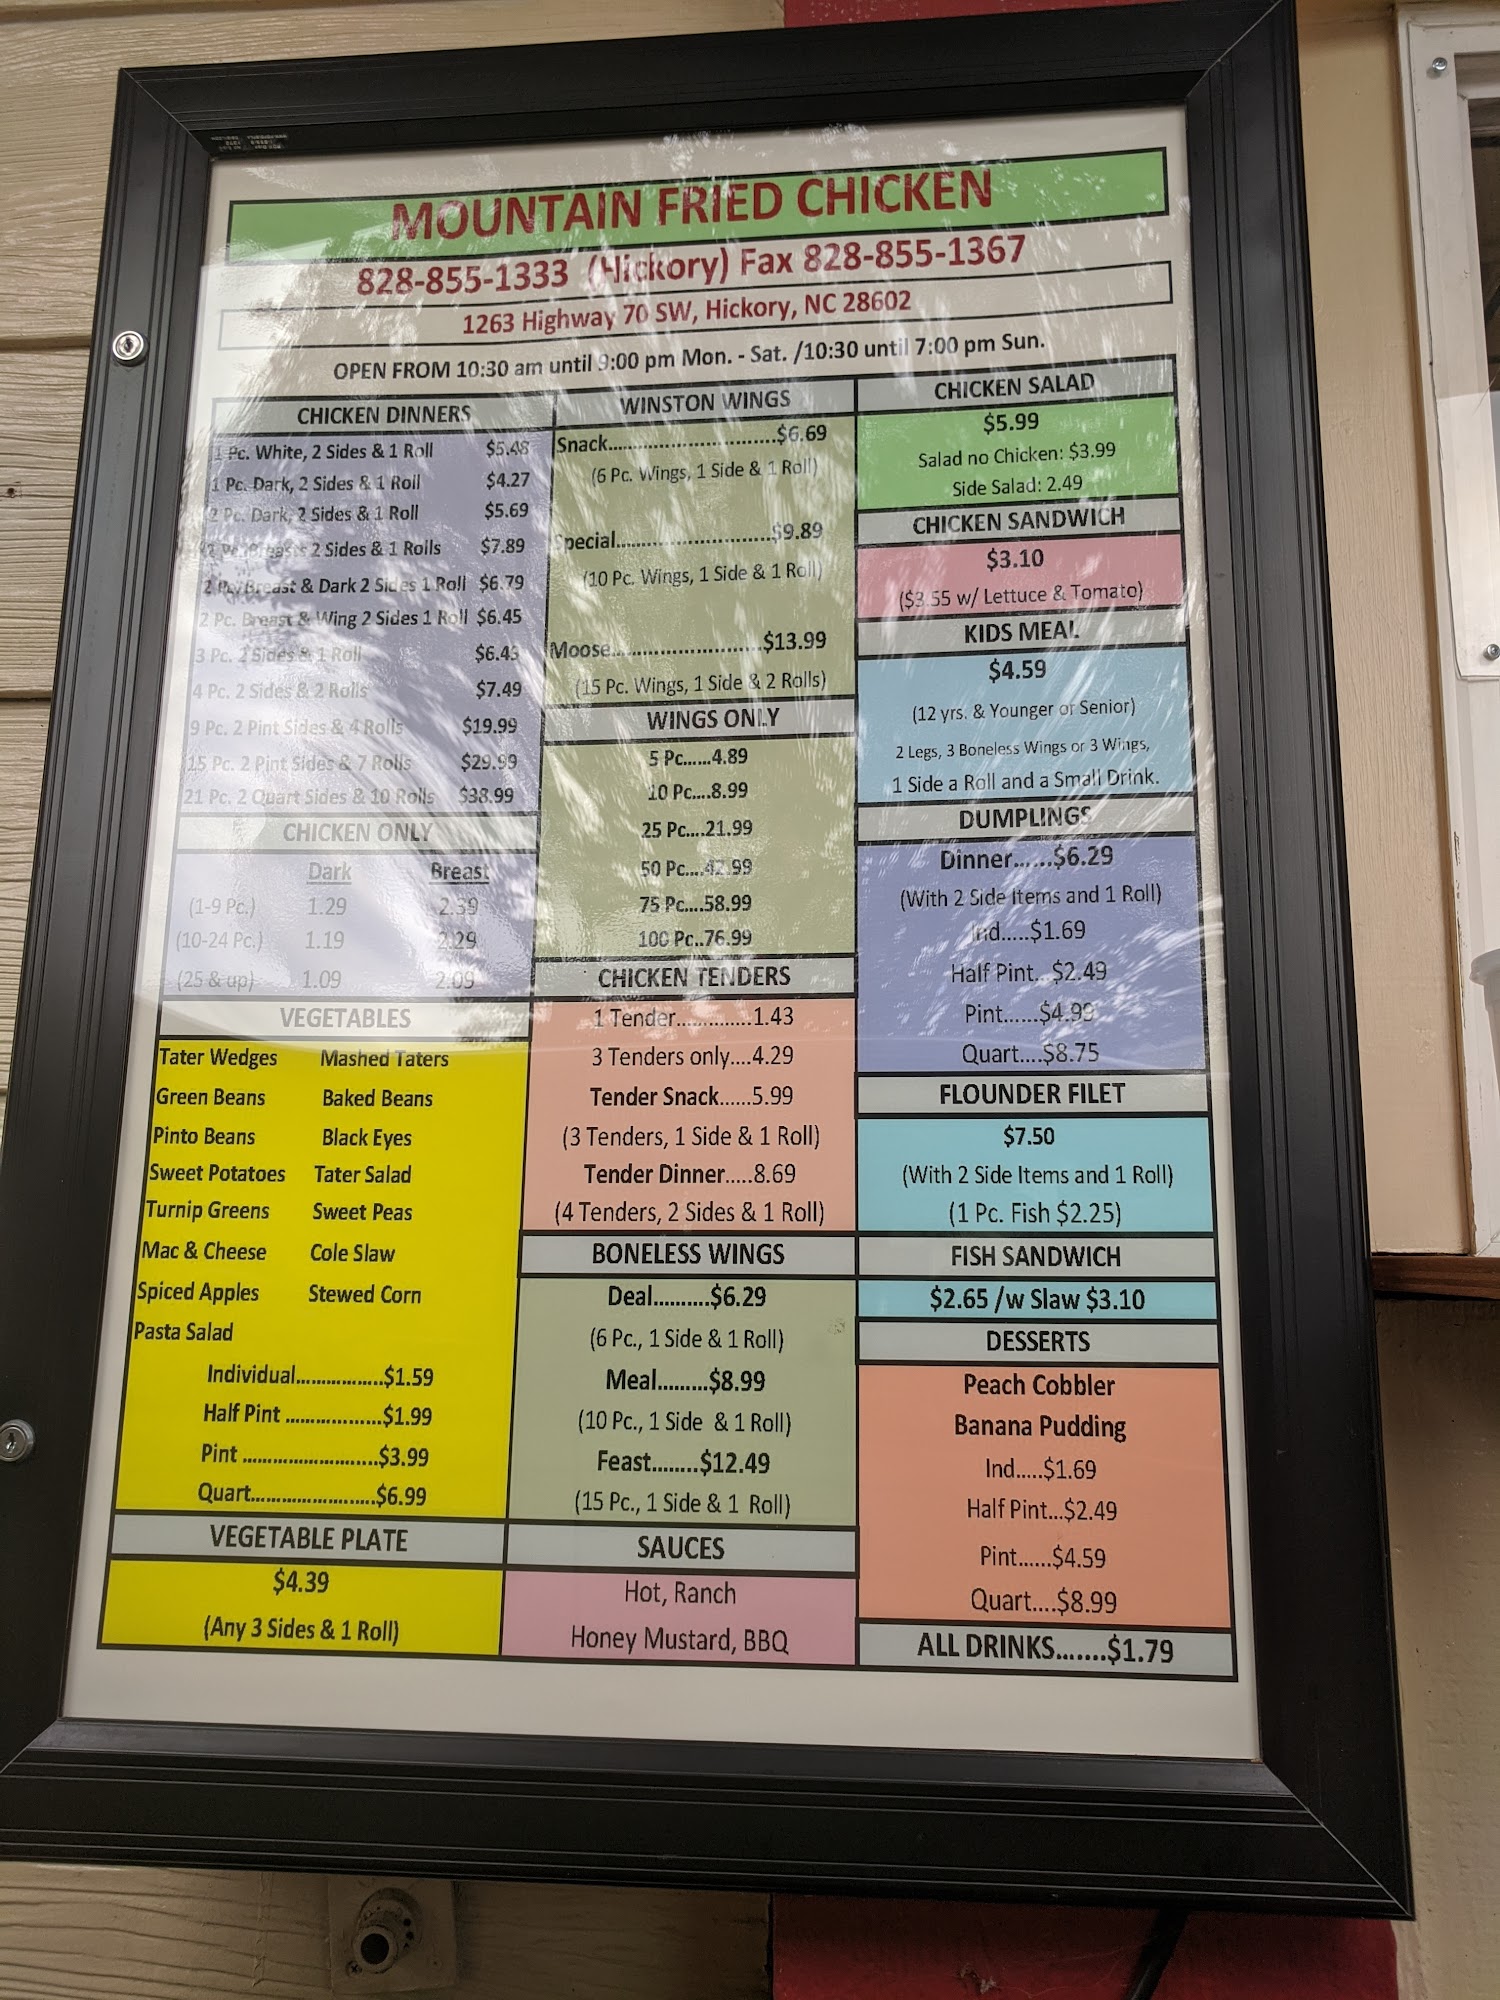 MOUNTAIN FRIED CHICKEN
828-855-1333 (Hickory) Fax 828-855-1367
1263 Highway 70 SW, Hickory, NC 28602
OPEN FROM 10:30 am until 9:00 pm Mon. - Sat. /10:30 until 7:00 pm Sun.
CHICKEN DINNERS
1 Pc. White, 2 Sides & 1 Roll $5.48
1 Pc. Dark, 2 Sides & 1 Roll $4.27
2 Pc. Dark, 2 Sides & 1 Roll $5.69
2 Pc. Breasts 2 Sides & 1 Rolls $7.89
2 Pc. Breast & Dark 2 Sides 1 Roll $6.79
2 Pc. Breast & Wing 2 Sides 1 Roll $6.45
3 Pc. 2 Sides & 1 Roll $6.45
4 Pc. 2 Sides & 2 Rolls $7.49
9 Pc. 2 Pint Sides & 4 Rolls $19.99
15 Pc. 2 Pint Sides & 7 Rolls $29.99
21 Pc. 2 Quart Sides & 10 Rolls $38.99
CHICKEN ONLY
Dark Breast
(1-9 Pc.) 1.29 2.39
(10-24 Pc.) 1.19 2.29
(25 & up) 1.09 2.09
VEGETABLES
Tater Wedges Mashed Taters
Green Beans Baked Beans
Pinto Beans Black Eyes
Sweet Potatoes Tater Salad
Turnip Greens Sweet Peas
Mac & Cheese Cole Slaw
Spiced Apples Stewed Corn
Pasta Salad
Individual................$1.59
Half Pint ..................$1.99
Pint .........................$3.99
Quart.......................$6.99
VEGETABLE PLATE
$4.39
(Any 3 Sides & 1 Roll)
WINSTON WINGS
Snack..............................$6.69
(6 Pc. Wings, 1 Side & 1 Roll)
Special............................$9.89
(10 Pc. Wings, 1 Side & 1 Roll)
Moose...........................$13.99
(15 Pc. Wings, 1 Side & 2 Rolls)
WINGS ONLY
5 Pc......4.89
10 Pc....8.99
25 Pc....21.99
50 Pc....42.99
75 Pc....58.99
100 Pc..76.99
CHICKEN TENDERS
1 Tender.............1.43
3 Tenders only....4.29
Tender Snack......5.99
(3 Tenders, 1 Side & 1 Roll)
Tender Dinner.....8.69
(4 Tenders, 2 Sides & 1 Roll)
BONELESS WINGS
Deal..........$6.29
(6 Pc., 1 Side & 1 Roll)
Meal.........$8.99
(10 Pc., 1 Side & 1 Roll)
Feast........$12.49
(15 Pc., 1 Side & 1 Roll)
SAUCES
Hot, Ranch
Honey Mustard, BBQ
CHICKEN SALAD
$5.99
Salad no Chicken: $3.99
Side Salad: 2.49
CHICKEN SANDWICH
$3.10
($3.55 w/ Lettuce & Tomato)
KIDS MEAL
$4.59
(12 yrs. & Younger or Senior)
2 Legs, 3 Boneless Wings or 3 Wings,
1 Side a Roll and a Small Drink.
DUMPLINGS
Dinner......$6.29
(With 2 Side Items and 1 Roll)
Ind.....$1.69
Half Pint.. $2.49
Pint......$4.99
Quart....$8.75
FLOUNDER FILET
$7.50
(With 2 Side Items and 1 Roll)
(1 Pc. Fish $2.25)
FISH SANDWICH
$2.65 /w Slaw $3.10
DESSERTS
Peach Cobbler
Banana Pudding
Ind.....$1.69
Half Pint...$2.49
Pint......$4.59
Quart....$8.99
ALL DRINKS.......$1.79